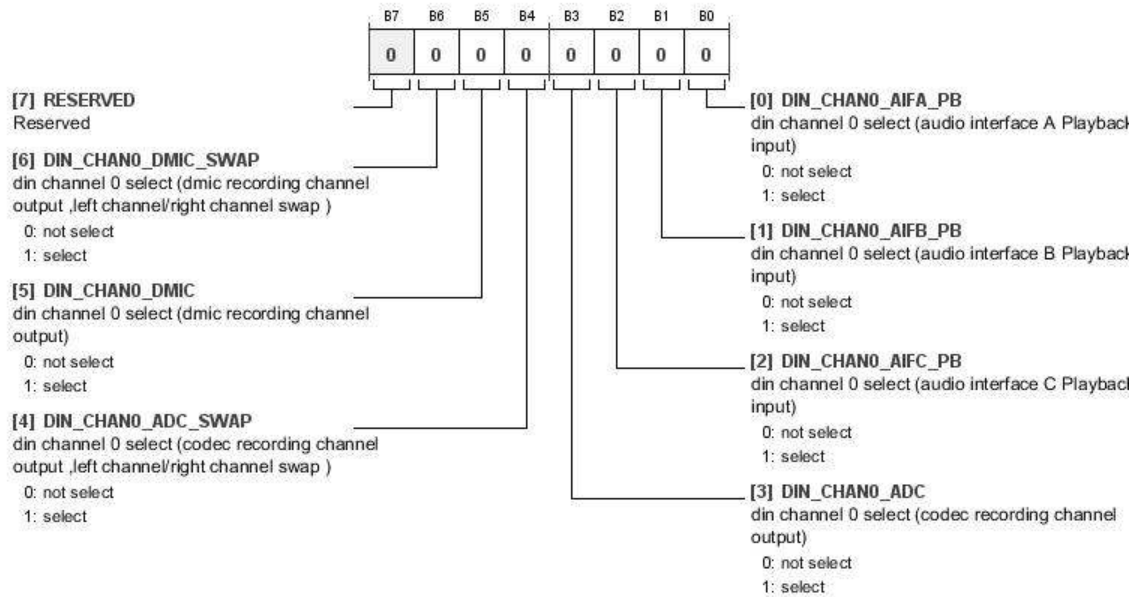 B7 B6 B5 B4 B3 B2 B1 B0
0 0 0 0 0 0 0 0
[7] RESERVED
Reserved
[6] DIN_CHAN0_DMIC_SWAP
din channel 0 select (dmic recording channel
output ,left channel/right channel swap )
0: not select
1: select
[5] DIN_CHAN0_DMIC
din channel 0 select (dmic recording channel
output)
0: not select
1: select
[4] DIN_CHAN0_ADC_SWAP
din channel 0 select (codec recording channel
output ,left channel/right channel swap )
0: not select
1: select
[0] DIN_CHAN0_AIFA_PB
din channel 0 select (audio interface A Playback
input)
0: not select
1: select
[1] DIN_CHAN0_AIFB_PB
din channel 0 select (audio interface B Playback
input)
0: not select
1: select
[2] DIN_CHAN0_AIFC_PB
din channel 0 select (audio interface C Playback
input)
0: not select
1: select
[3] DIN_CHAN0_ADC
din channel 0 select (codec recording channel
output)
0: not select
1: select